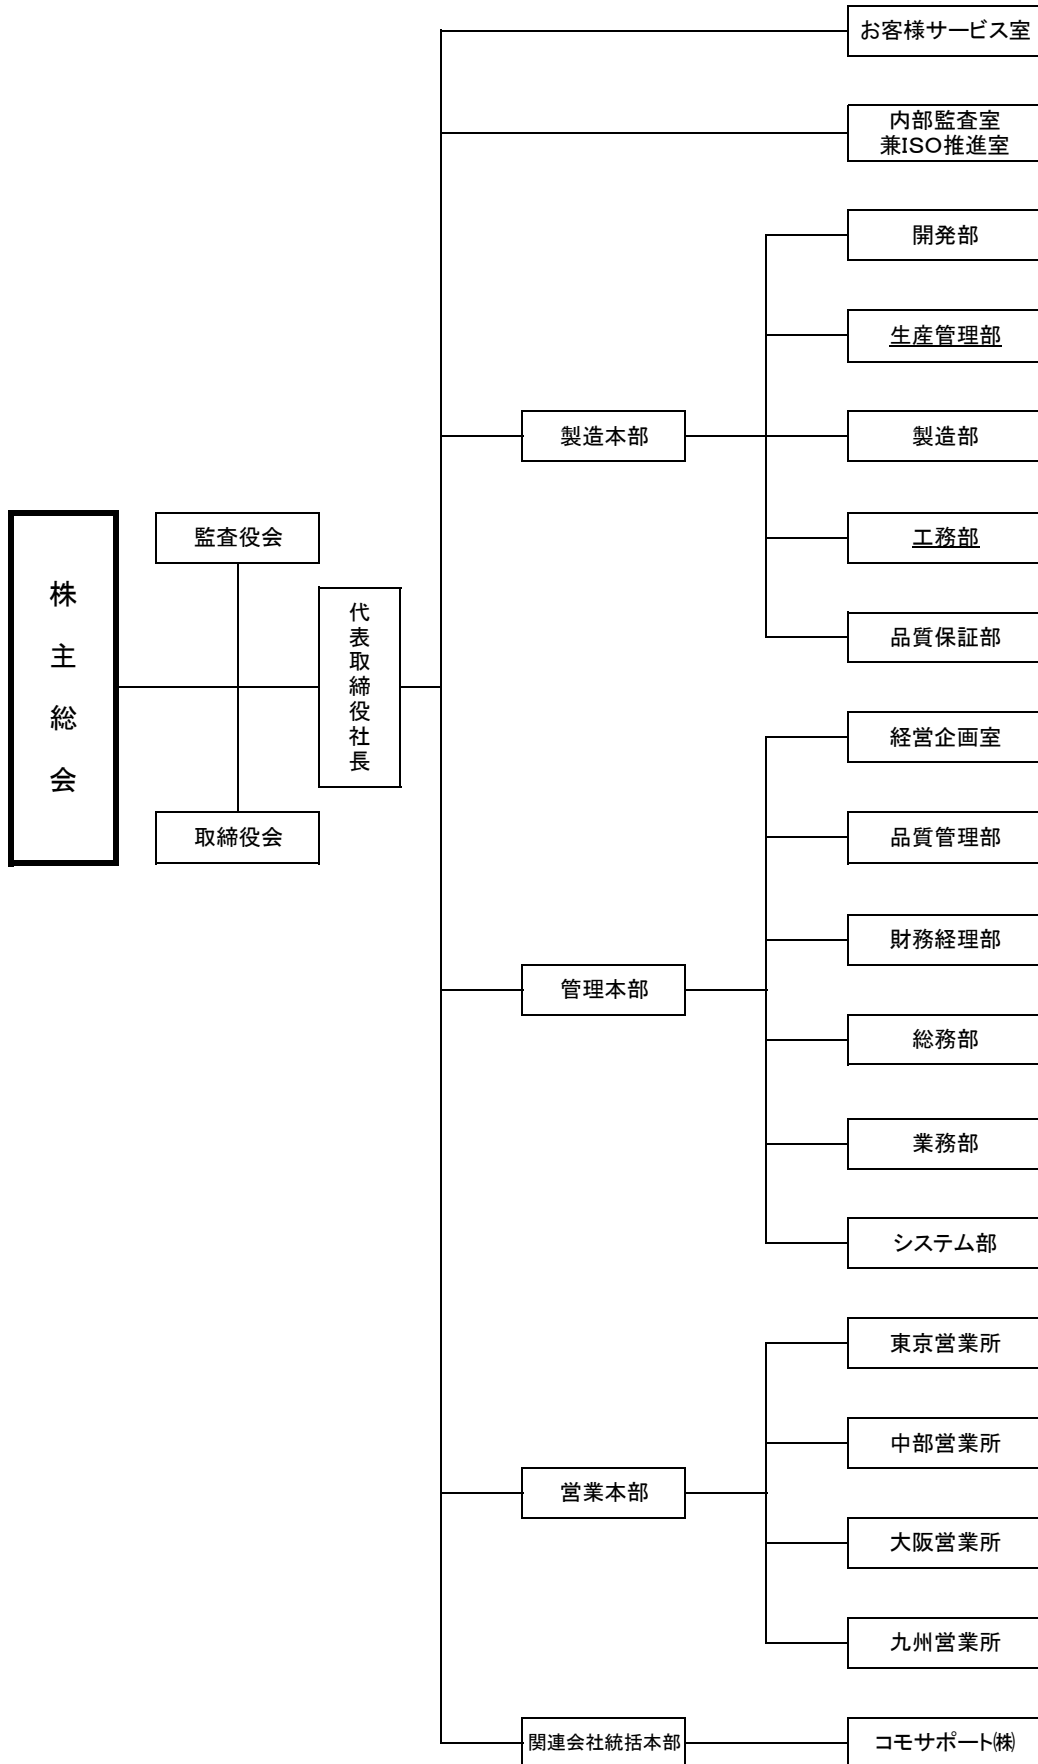 お客様サービス室
内部監査室
兼ISO推進室
開発部
生産管理部
製造本部
製造部
監査役会
工務部
株主総会
代表取締役社長
品質保証部
経営企画室
取締役会
品質管理部
財務経理部
管理本部
総務部
業務部
システム部
東京営業所
中部営業所
営業本部
大阪営業所
九州営業所
関連会社統括本部
コモサポート㈱